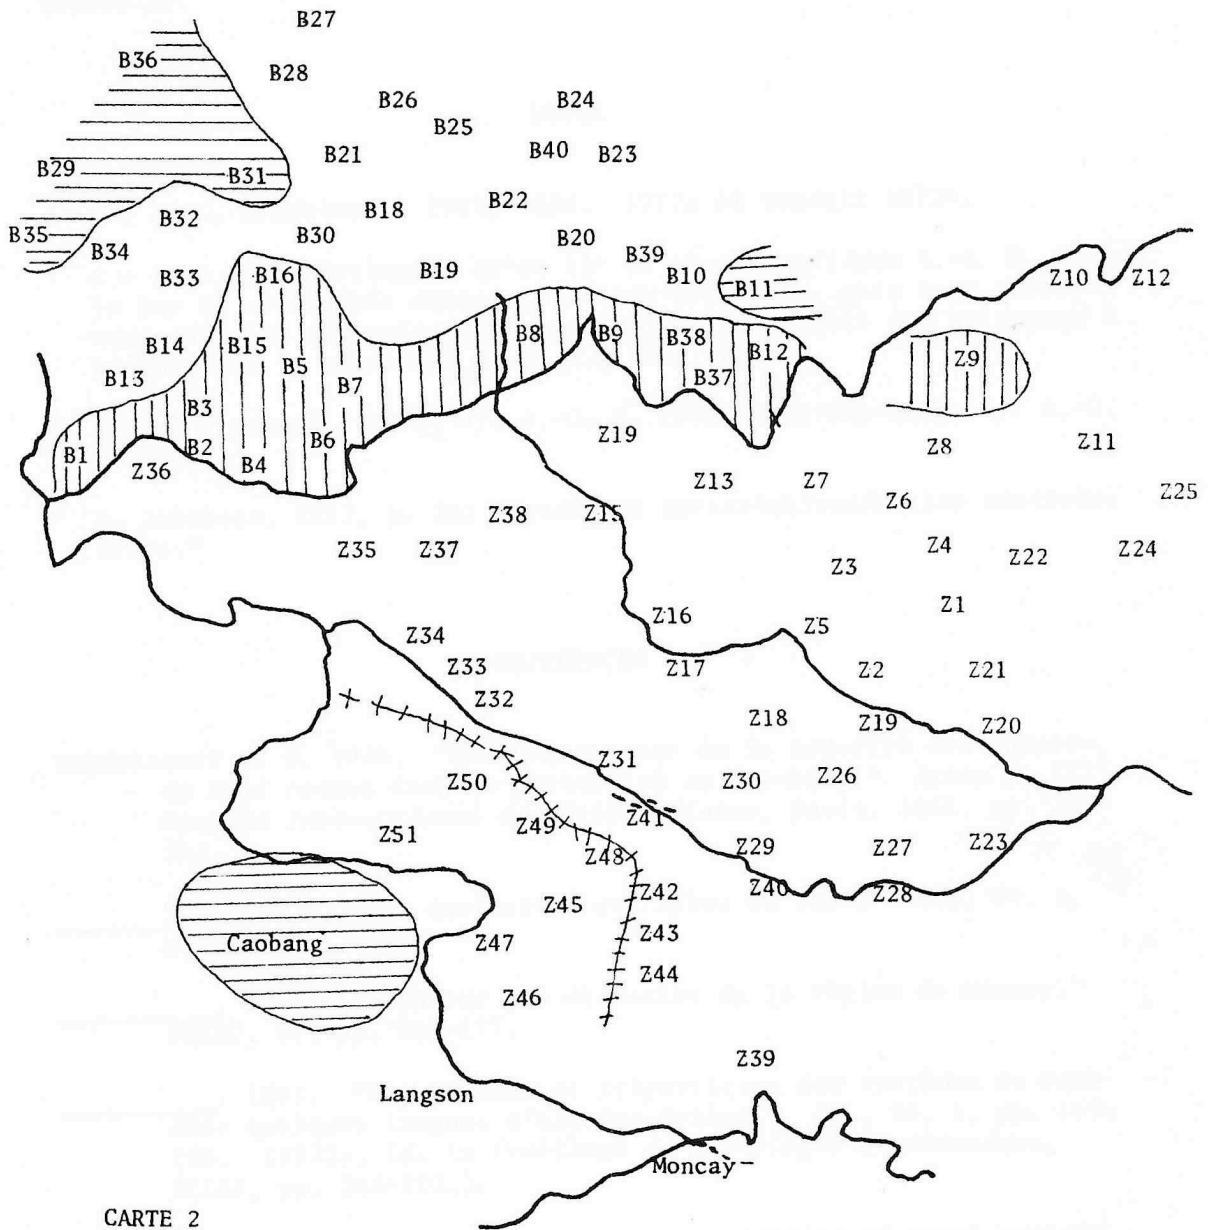 B27
B36
B28
B26 B24
B25
B21 B40 B23
B29 B31
B22
B32 B18
B35 B34 B30 B20 B39
B33 B16 B19 B10 B11 Z10 Z12
B14 B15 B8 B9 B38 B12 Z9
B13 B5 B7 B37
B3
B1 B2 B6 Z19 Z8 Z11
Z36 B4 Z13 Z7 Z6 Z25
Z38 Z15
Z35 Z37 Z4 Z22 Z24
Z3
Z16 Z1
Z34 Z5
Z33 Z17 Z2 Z21
Z32
Z18 Z19 Z20
Z31
Z50 Z30 Z26
Z49 Z41
Z51 Z48 Z29 Z27 Z23
Z45 Z42 Z40 Z28
Caobang Z47 Z43
Z46 Z44
Z39
Langson
Moncay
CARTE 2